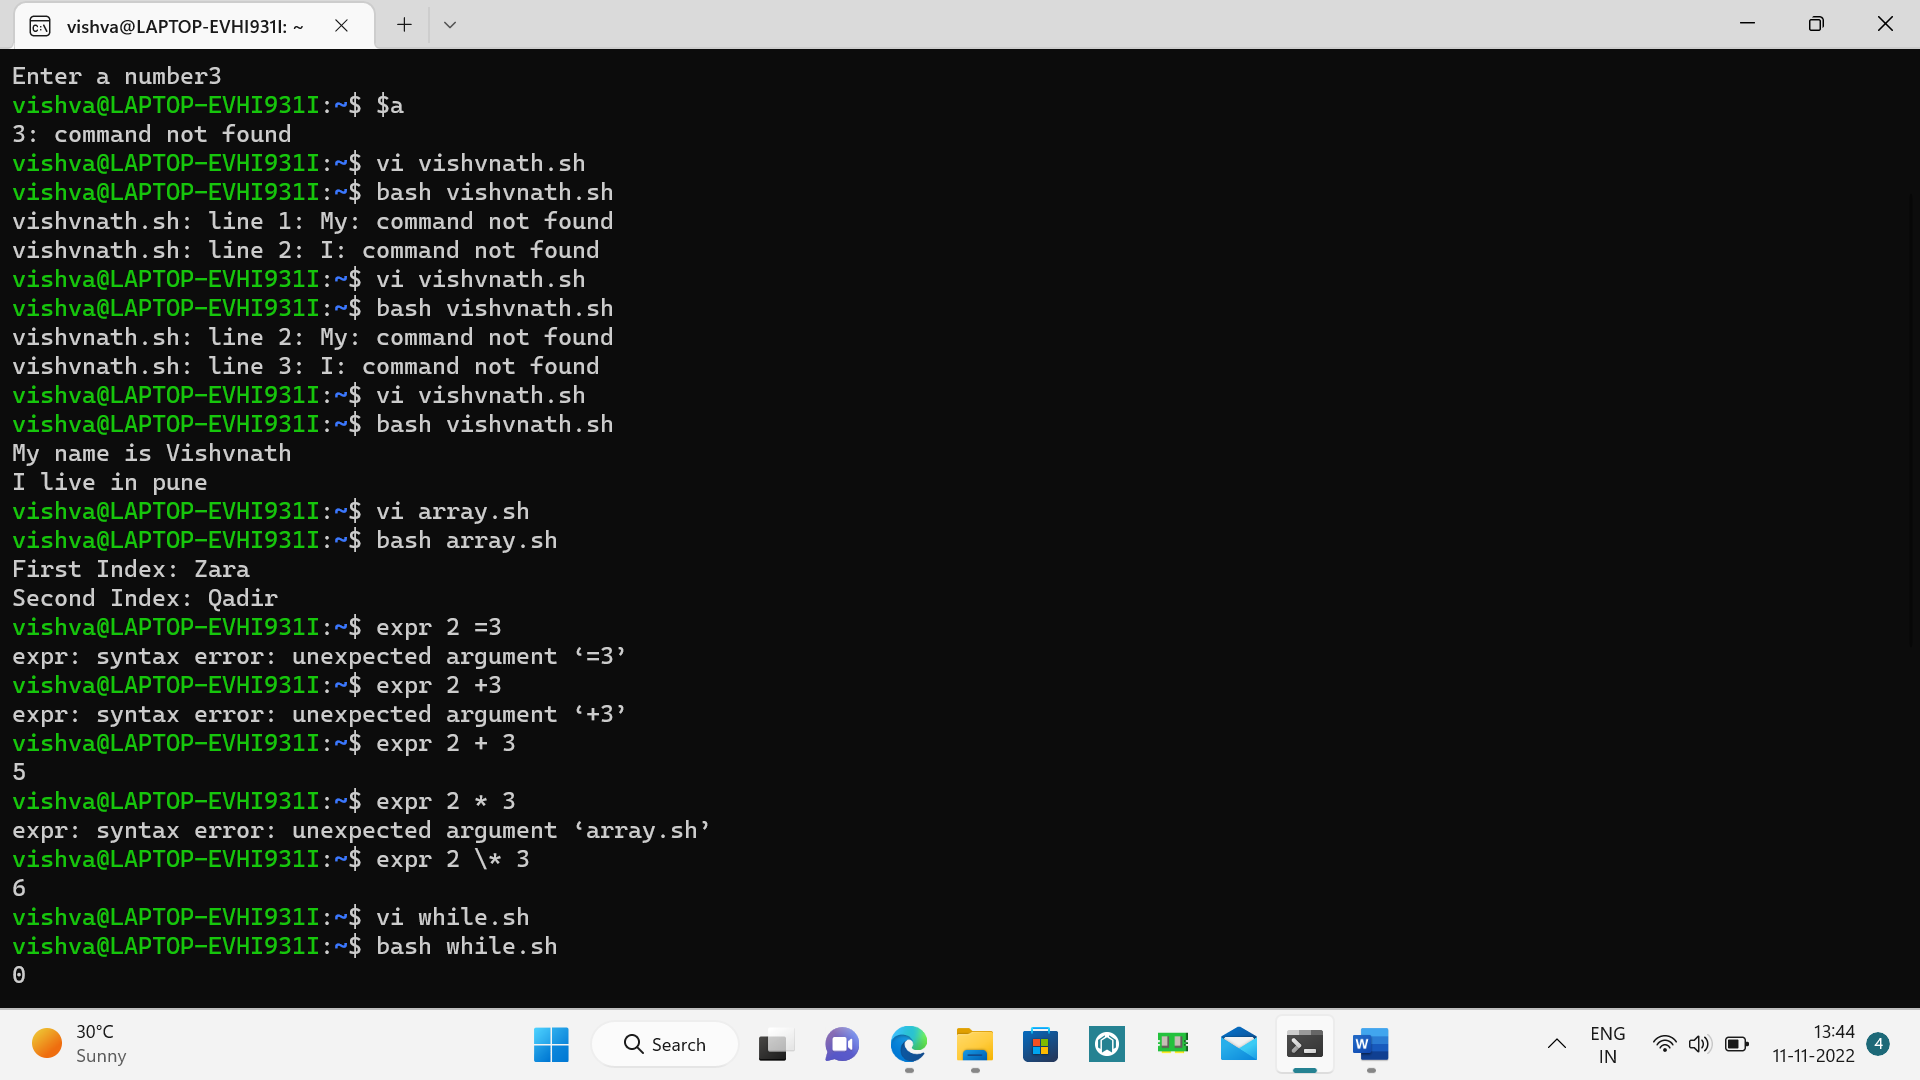 vishva@LAPTOP-EVHI931I: ~
Enter a number3
vishva@LAPTOP-EVHI931I:~$ $a
3: command not found
vishva@LAPTOP-EVHI931I:~$ vi vishvnath.sh
vishva@LAPTOP-EVHI931I:~$ bash vishvnath.sh
vishvnath.sh: line 1: My: command not found
vishvnath.sh: line 2: I: command not found
vishva@LAPTOP-EVHI931I:~$ vi vishvnath.sh
vishva@LAPTOP-EVHI931I:~$ bash vishvnath.sh
vishvnath.sh: line 2: My: command not found
vishvnath.sh: line 3: I: command not found
vishva@LAPTOP-EVHI931I:~$ vi vishvnath.sh
vishva@LAPTOP-EVHI931I:~$ bash vishvnath.sh
My name is Vishvnath
I live in pune
vishva@LAPTOP-EVHI931I:~$ vi array.sh
vishva@LAPTOP-EVHI931I:~$ bash array.sh
First Index: Zara
Second Index: Qadir
vishva@LAPTOP-EVHI931I:~$ expr 2 =3
expr: syntax error: unexpected argument ‘=3’
vishva@LAPTOP-EVHI931I:~$ expr 2 +3
expr: syntax error: unexpected argument ‘+3’
vishva@LAPTOP-EVHI931I:~$ expr 2 + 3
5
vishva@LAPTOP-EVHI931I:~$ expr 2 * 3
expr: syntax error: unexpected argument ‘array.sh’
vishva@LAPTOP-EVHI931I:~$ expr 2 \* 3
6
vishva@LAPTOP-EVHI931I:~$ vi while.sh
vishva@LAPTOP-EVHI931I:~$ bash while.sh
0
30°C
Sunny
Search
W
ENG
IN
13:44
11-11-2022
4